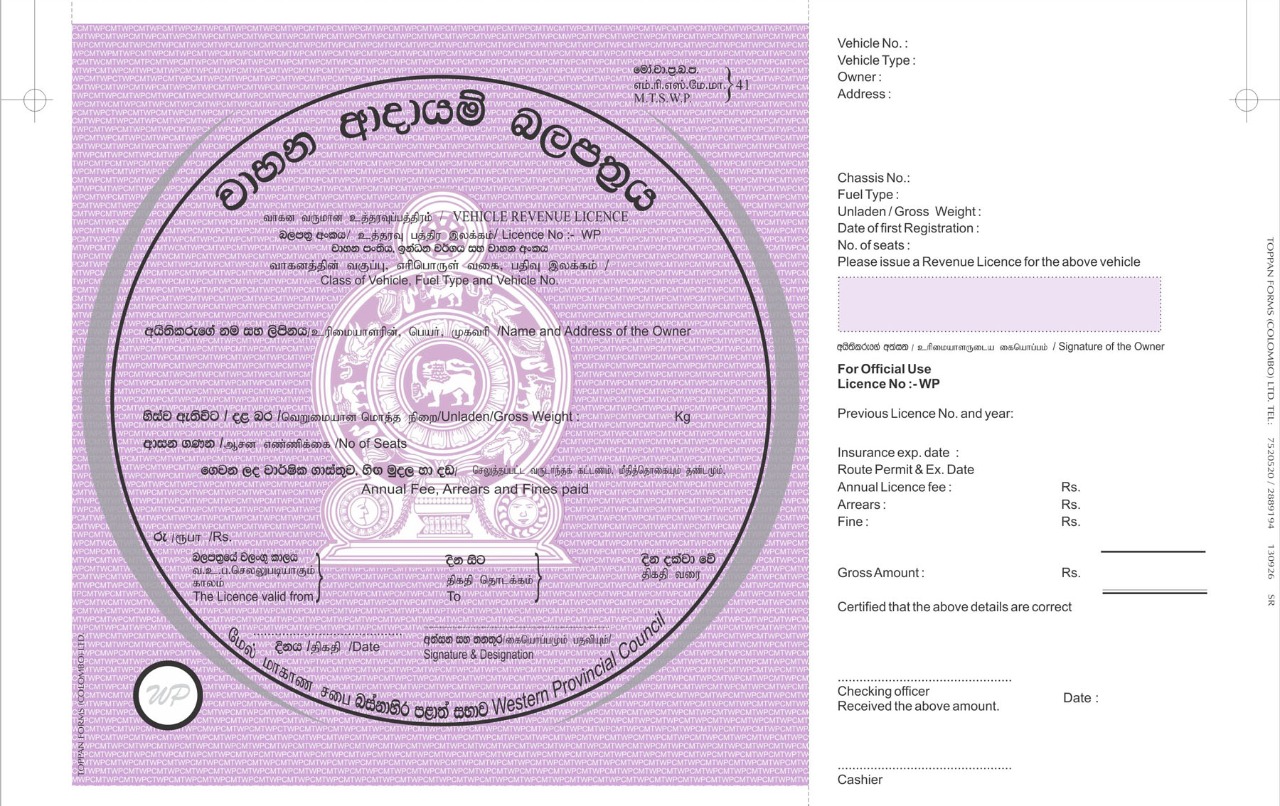 මෝ.වා.ප්‍ර.බ.ප.
எம்.ரி.எஸ்.மே.மா. 41
M.T.S.W.P.
වාහන ආදායම් බලපත්‍රය
வாகன வருமான உத்தரவுப்பத்திரம் / VEHICLE REVENUE LICENCE
බලපත්‍ර අංකය/ உத்தரவு பத்திர இலக்கம்/ Licence No :- WP
වාහන පංතිය, ඉන්ධන වර්ගය සහ වාහන අංකය
வாகனத்தின் வகுப்பு, எரிபொருள் வகை, பதிவு இலக்கம் /
Class of Vehicle, Fuel Type and Vehicle No.
අයිතිකරුගේ නම සහ ලිපිනය/உரிமையாளரின், பெயர், முகவரி /Name and Address of the Owner
හිස්ව ඇතිවිට / දළ බර /வெறுமையான மொத்த நிறை/Unladen/Gross Weight : Kg
ආසන ගණන /ஆசன எண்ணிக்கை /No of Seats
ගෙවන ලද වාර්ෂික ගාස්තුව, හිඟ මුදල හා දඩ/ செலுத்தப்பட்ட வருடாந்தக் கட்டணம், மீதித்தொகையும் தண்டமும்,
Annual Fee, Arrears and Fines paid
රු /ரூபா /Rs.
බලපත්‍රයේ වලංගු කාලය
வ.உ.ப.செல்லுபடியாகும்
காலம்
The Licence valid from
දින සිට
திகதி தொடக்கம்
To
දින දක්වා වේ
திகதி வரை
දිනය /திகதி /Date
අත්සන සහ තනතුර/கையொப்பமும் பதவியும்/
Signature & Designation
மேல் மாகாண சபை බස්නාහිර පළාත් සභාව Western Provincial Council
WP
TOPPAN FORMS (COLOMBO) LTD.
Vehicle No. :
Vehicle Type :
Owner :
Address :
Chassis No.:
Fuel Type :
Unladen / Gross Weight :
Date of first Registration :
No. of seats :
Please issue a Revenue Licence for the above vehicle
අයිතිකරුගේ අත්සන / உரிமையாளருடைய கையொப்பம் / Signature of the Owner
For Official Use
Licence No :- WP
Previous Licence No. and year:
Insurance exp. date :
Route Permit & Ex. Date
Annual Licence fee : Rs.
Arrears : Rs.
Fine : Rs.
Gross Amount : Rs.
Certified that the above details are correct
Checking officer
Received the above amount. Date :
Cashier
TOPPAN FORMS (COLOMBO) LTD. TEL: 7520520 / 2889194 130926 SR